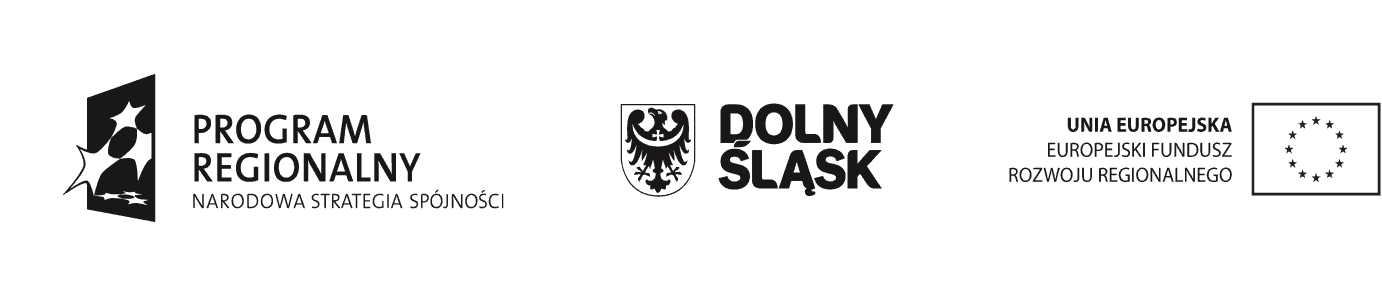 PROGRAM
REGIONALNY
NARODOWA STRATEGIA SPÓJNOŚCI
DOLNY
ŚLĄSK
UNIA EUROPEJSKA
EUROPEJSKI FUNDUSZ
ROZWOJU REGIONALNEGO